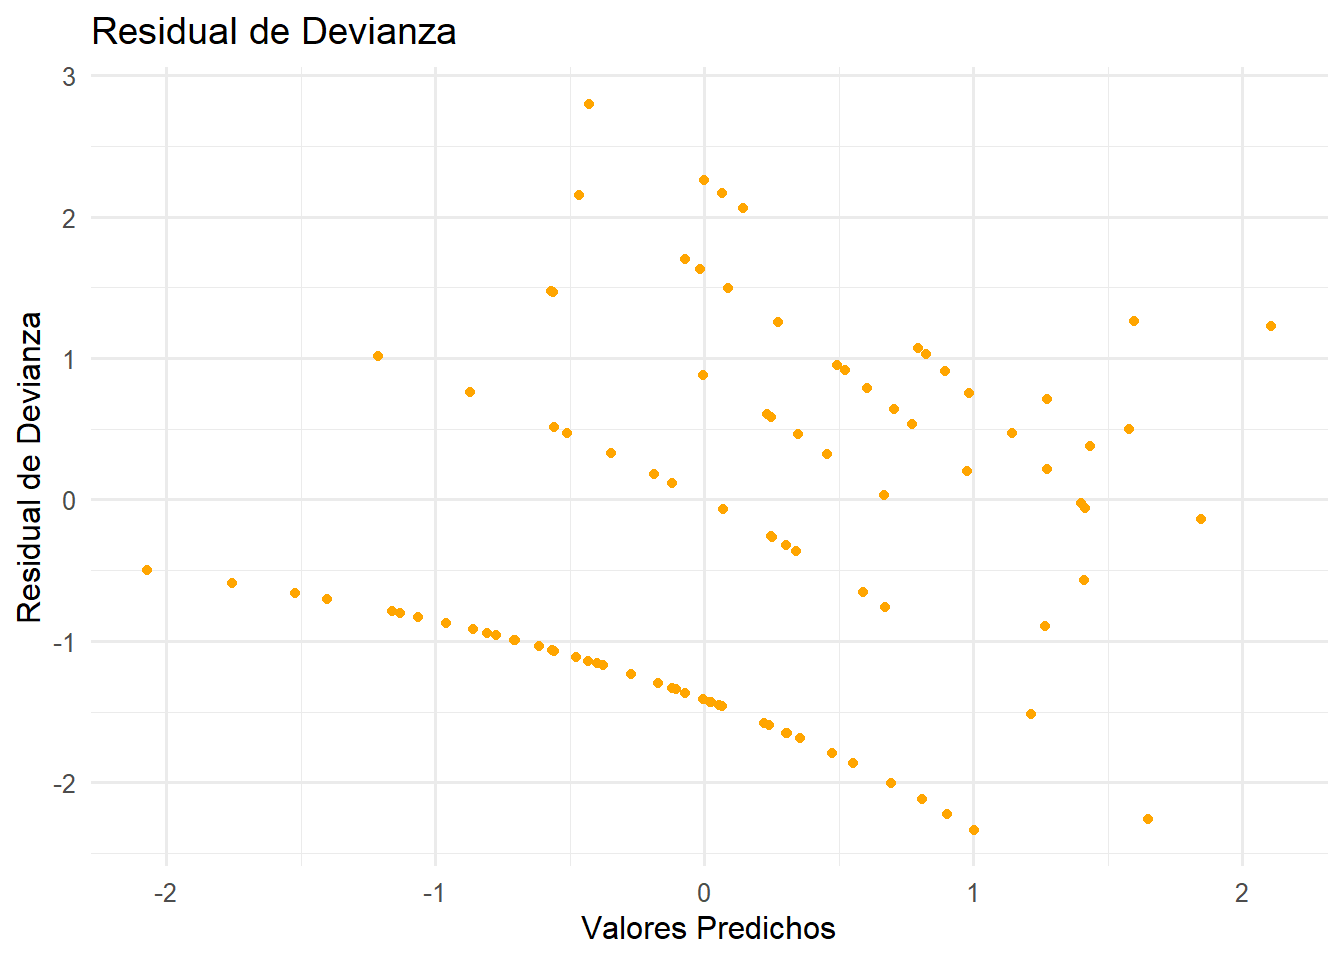 Residual de Devianza
3
2
1
0
-1
-2
Residual de Devianza
-2 -1 0 1 2
Valores Predichos